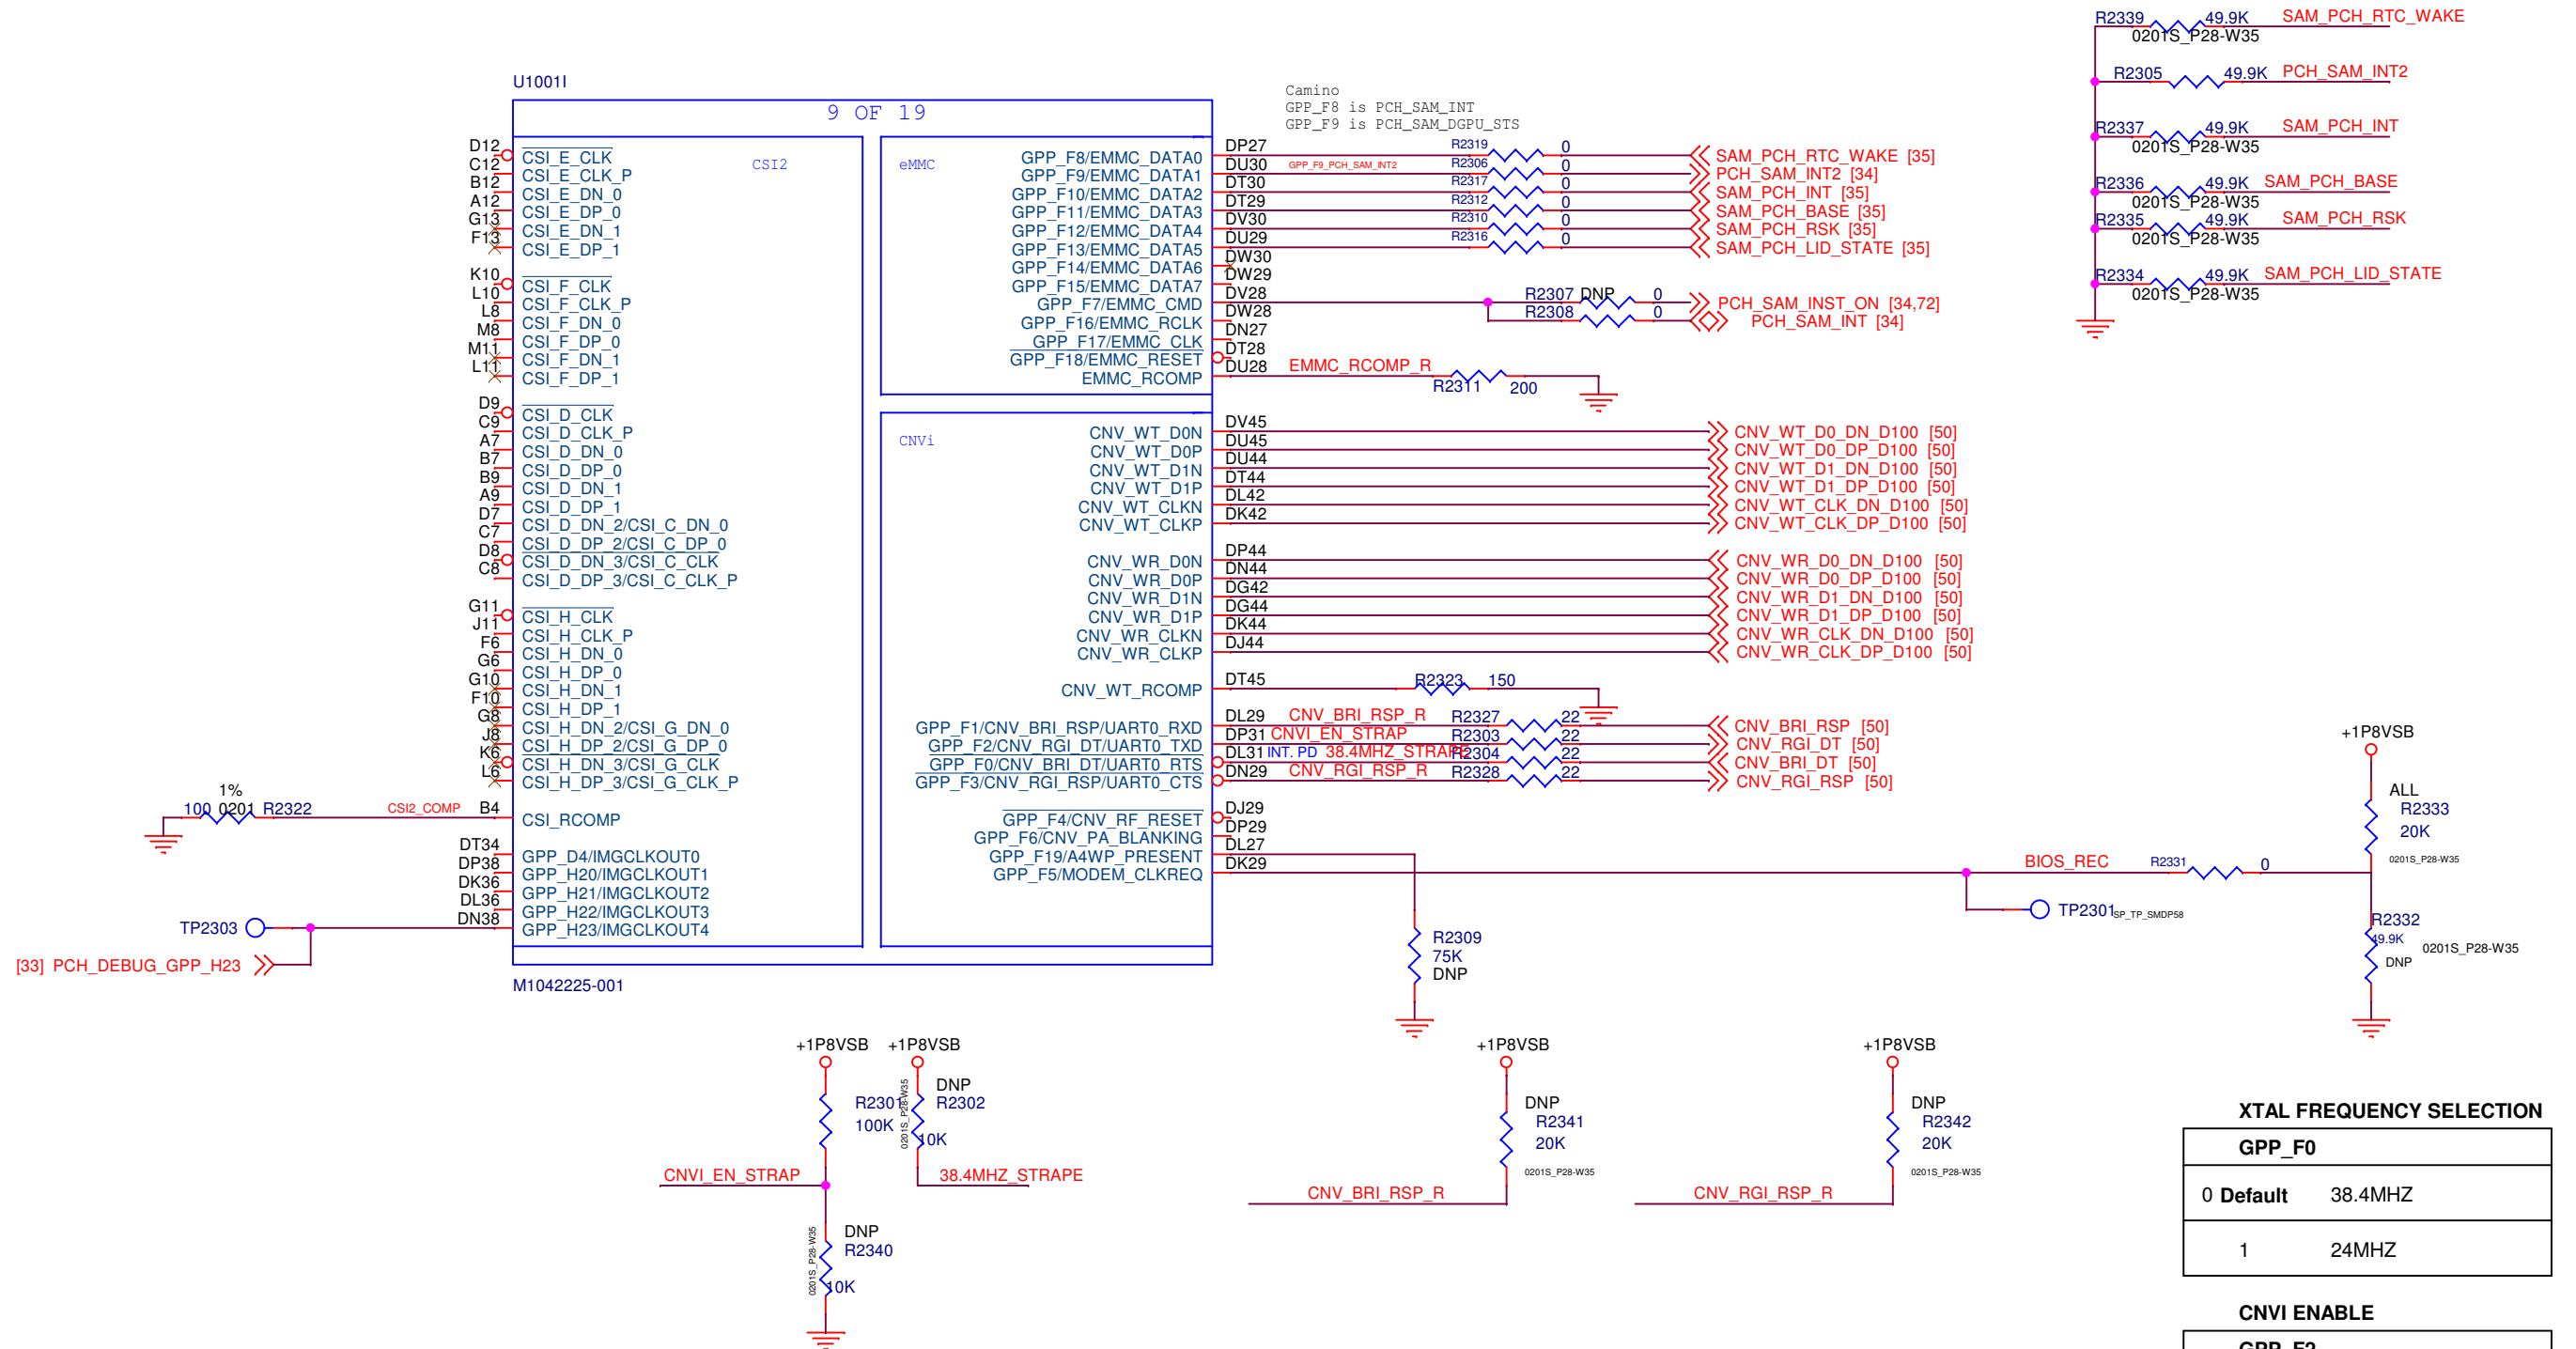 R2339 49.9K SAM_PCH_RTC_WAKE
0201S_P28-W35
R2305 49.9K PCH_SAM_INT2
R2337 49.9K SAM_PCH_INT
0201S_P28-W35
R2336 49.9K SAM_PCH_BASE
0201S_P28-W35
R2335 49.9K SAM_PCH_RSK
0201S_P28-W35
R2334 49.9K SAM_PCH_LID_STATE
0201S_P28-W35
U1001I
9 OF 19
Camino
GPP_F8 is PCH_SAM_INT
GPP_F9 is PCH_SAM_DGPU_STS
CSI2
D12 CSI_E_CLK
C12 CSI_E_CLK_P
B12 CSI_E_DN_0
A12 CSI_E_DP_0
G13 CSI_E_DN_1
F13 CSI_E_DP_1
K10 CSI_F_CLK
L10 CSI_F_CLK_P
L8 CSI_F_DN_0
M8 CSI_F_DP_0
M11 CSI_F_DN_1
L11 CSI_F_DP_1
D9 CSI_D_CLK
C9 CSI_D_CLK_P
A7 CSI_D_DN_0
B7 CSI_D_DP_0
B9 CSI_D_DN_1
A9 CSI_D_DP_1
D7 CSI_D_DN_2/CSI_C_DN_0
C7 CSI_D_DP_2/CSI_C_DP_0
D8 CSI_D_DN_3/CSI_C_CLK
C8 CSI_D_DP_3/CSI_C_CLK_P
G11 CSI_H_CLK
J11 CSI_H_CLK_P
F6 CSI_H_DN_0
G6 CSI_H_DP_0
G10 CSI_H_DN_1
F10 CSI_H_DP_1
G8 CSI_H_DN_2/CSI_G_DN_0
J8 CSI_H_DP_2/CSI_G_DP_0
K6 CSI_H_DN_3/CSI_G_CLK
L6 CSI_H_DP_3/CSI_G_CLK_P
1%
100 0201 R2322 CSI2_COMP B4 CSI_RCOMP
DT34 GPP_D4/IMGCLKOUT0
DP38 GPP_H20/IMGCLKOUT1
DK36 GPP_H21/IMGCLKOUT2
DL36 GPP_H22/IMGCLKOUT3
TP2303 DN38 GPP_H23/IMGCLKOUT4
[33] PCH_DEBUG_GPP_H23
M1042225-001
eMMC
GPP_F8/EMMC_DATA0 DP27 R2319 0 SAM_PCH_RTC_WAKE [35]
GPP_F9/EMMC_DATA1 DU30 GPP_F9_PCH_SAM_INT2 R2306 0 PCH_SAM_INT2 [34]
GPP_F10/EMMC_DATA2 DT30 R2317 0 SAM_PCH_INT [35]
GPP_F11/EMMC_DATA3 DT29 R2312 0 SAM_PCH_BASE [35]
GPP_F12/EMMC_DATA4 DV30 R2310 0 SAM_PCH_RSK [35]
GPP_F13/EMMC_DATA5 DU29 R2316 0 SAM_PCH_LID_STATE [35]
GPP_F14/EMMC_DATA6 DW30
GPP_F15/EMMC_DATA7 DW29
GPP_F7/EMMC_CMD DV28 R2307 DNP 0 PCH_SAM_INST_ON [34,72]
GPP_F16/EMMC_RCLK DW28 R2308 0 PCH_SAM_INT [34]
GPP_F17/EMMC_CLK DN27
GPP_F18/EMMC_RESET DT28
EMMC_RCOMP DU28 EMMC_RCOMP_R R2311 200
CNVi
CNV_WT_D0N DV45 CNV_WT_D0_DN_D100 [50]
CNV_WT_D0P DU45 CNV_WT_D0_DP_D100 [50]
CNV_WT_D1N DU44 CNV_WT_D1_DN_D100 [50]
CNV_WT_D1P DT44 CNV_WT_D1_DP_D100 [50]
CNV_WT_CLKN DL42 CNV_WT_CLK_DN_D100 [50]
CNV_WT_CLKP DK42 CNV_WT_CLK_DP_D100 [50]
CNV_WR_D0N DP44 CNV_WR_D0_DN_D100 [50]
CNV_WR_D0P DN44 CNV_WR_D0_DP_D100 [50]
CNV_WR_D1N DG42 CNV_WR_D1_DN_D100 [50]
CNV_WR_D1P DG44 CNV_WR_D1_DP_D100 [50]
CNV_WR_CLKN DK44 CNV_WR_CLK_DN_D100 [50]
CNV_WR_CLKP DJ44 CNV_WR_CLK_DP_D100 [50]
CNV_WT_RCOMP DT45 R2323 150
GPP_F1/CNV_BRI_RSP/UART0_RXD DL29 CNV_BRI_RSP_R R2327 22 CNV_BRI_RSP [50]
GPP_F2/CNV_RGI_DT/UART0_TXD DP31 CNVI_EN_STRAP R2303 22 CNV_RGI_DT [50]
GPP_F0/CNV_BRI_DT/UART0_RTS DL31 INT. PD 38.4MHZ_STRAPE R2304 22 CNV_BRI_DT [50]
GPP_F3/CNV_RGI_RSP/UART0_CTS DN29 CNV_RGI_RSP_R R2328 22 CNV_RGI_RSP [50]
GPP_F4/CNV_RF_RESET DJ29
GPP_F6/CNV_PA_BLANKING DP29
GPP_F19/A4WP_PRESENT DL27
GPP_F5/MODEM_CLKREQ DK29 BIOS_REC R2331 0
+1P8VSB
ALL
R2333
20K
0201S_P28-W35
TP2301 SP_TP_SMDP58
R2332
49.9K 0201S_P28-W35
DNP
R2309
75K
DNP
+1P8VSB +1P8VSB
R2301
100K
DNP
R2302
10K
0201S_P28-W35
CNVI_EN_STRAP 38.4MHZ_STRAPE
DNP
R2340
10K
0201S_P28-W35
+1P8VSB
DNP
R2341
20K
0201S_P28-W35
CNV_BRI_RSP_R
+1P8VSB
DNP
R2342
20K
0201S_P28-W35
CNV_RGI_RSP_R
XTAL FREQUENCY SELECTION
GPP_F0
0 Default 38.4MHZ
1 24MHZ
CNVI ENABLE
GPP_F2